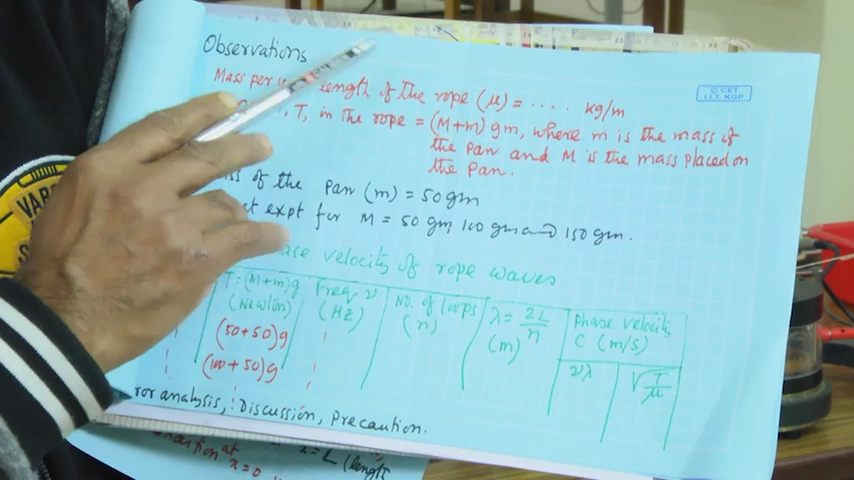 Observations
© CET
I.I.T. KGP
Mass per length of the rope (μ) = .... kg/m
T, in the rope = (M+m) gm, where m is the mass of
the pan and M is the mass placed on
the pan.
of the pan (m) = 50 gm
expt for M = 50 gm, 100 gm and 150 gm.
velocity of rope waves
T = (M+m)g
(Newton)
Freq ν
(HZ)
NO. of loops
(n)
λ = 2L/n
(m)
Phase velocity
C (m/s)
νλ
√T/μ
(50+50)g
(100+50)g
analysis, Discussion, Precaution.
at
x=0
x = L (length
VARS